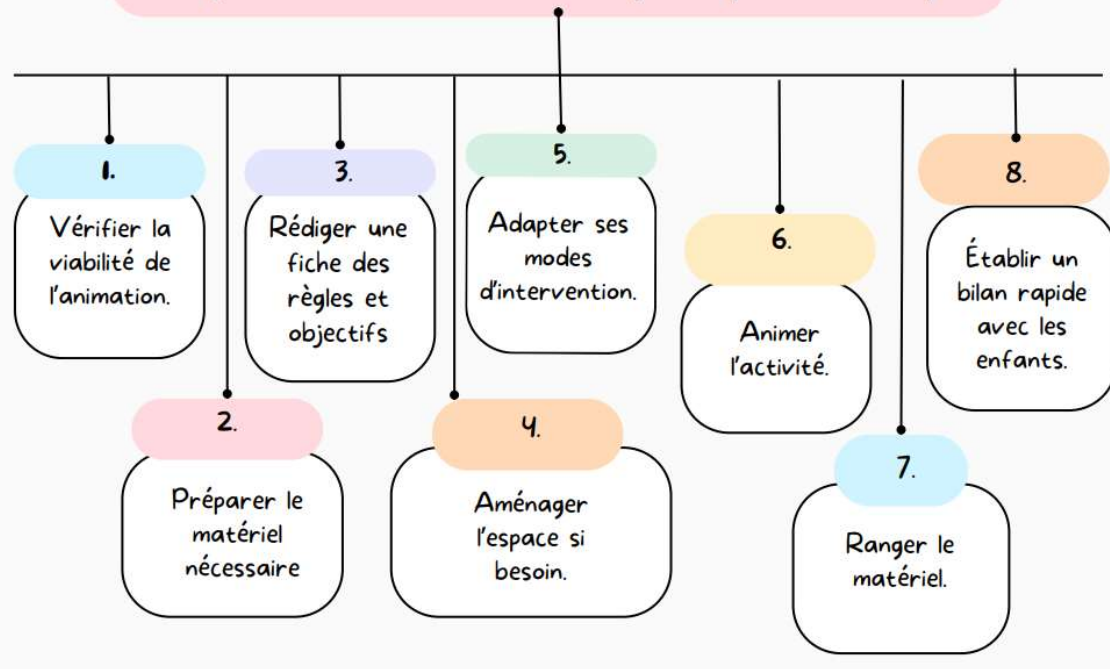 1.
Vérifier la
viabilité de
l'animation.
2.
Préparer le
matériel
nécessaire
3.
Rédiger une
fiche des
règles et
objectifs
4.
Aménager
l'espace si
besoin.
5.
Adapter ses
modes
d'intervention.
6.
Animer
l'activité.
7.
Ranger le
matériel.
8.
Établir un
bilan rapide
avec les
enfants.